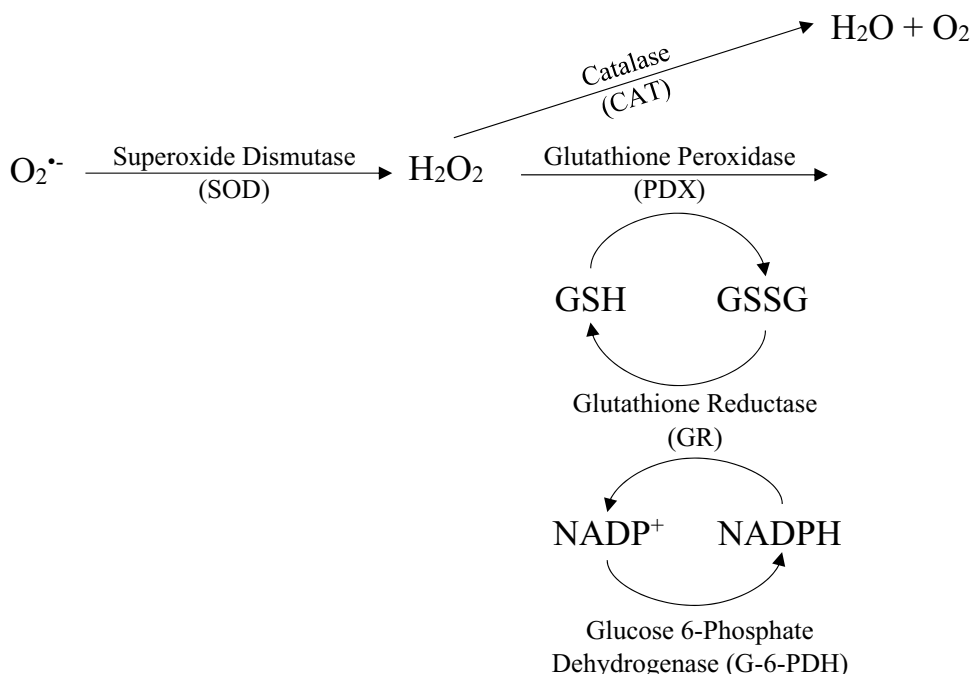 H₂O + O₂
Catalase
(CAT)
O₂•- Superoxide Dismutase H₂O₂ Glutathione Peroxidase
(SOD) (PDX)
GSH GSSG
Glutathione Reductase
(GR)
NADP⁺ NADPH
Glucose 6-Phosphate
Dehydrogenase (G-6-PDH)